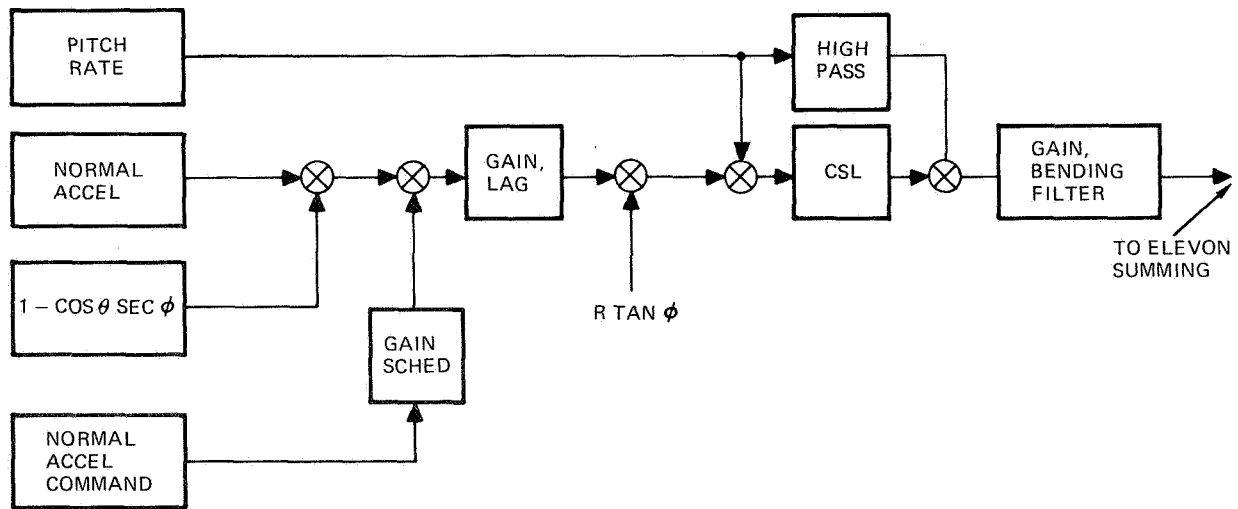 PITCH
RATE
HIGH
PASS
NORMAL
ACCEL
GAIN,
LAG
CSL
GAIN,
BENDING
FILTER
TO ELEVON
SUMMING
1 – COS θ SEC ϕ
R TAN ϕ
GAIN
SCHED
NORMAL
ACCEL
COMMAND